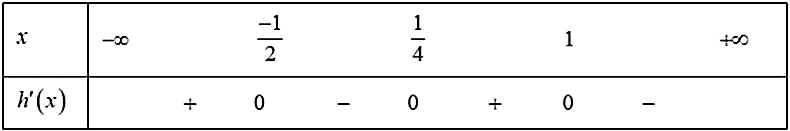 x −∞ −1/2 1/4 1 +∞
h′(x) + 0 − 0 + 0 −